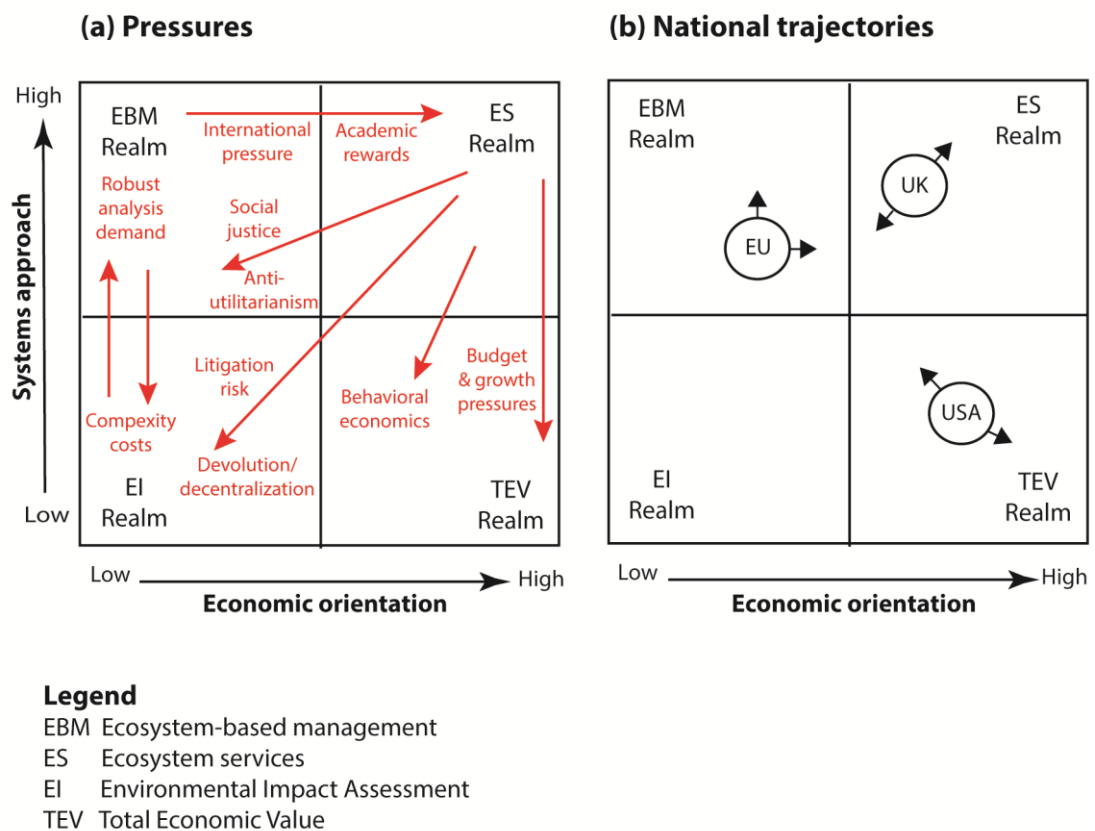 (a) Pressures
High
Systems approach
Low
EBM
Realm
International
pressure
Academic
rewards
ES
Realm
Robust
analysis
demand
Social
justice
Anti-
utilitarianism
Litigation
risk
Behavioral
economics
Budget
& growth
pressures
Compexity
costs
Devolution/
decentralization
EI
Realm
TEV
Realm
Low
High
Economic orientation
(b) National trajectories
EBM
Realm
ES
Realm
UK
EU
USA
EI
Realm
TEV
Realm
Low
High
Economic orientation
Legend
EBM Ecosystem-based management
ES Ecosystem services
EI Environmental Impact Assessment
TEV Total Economic Value